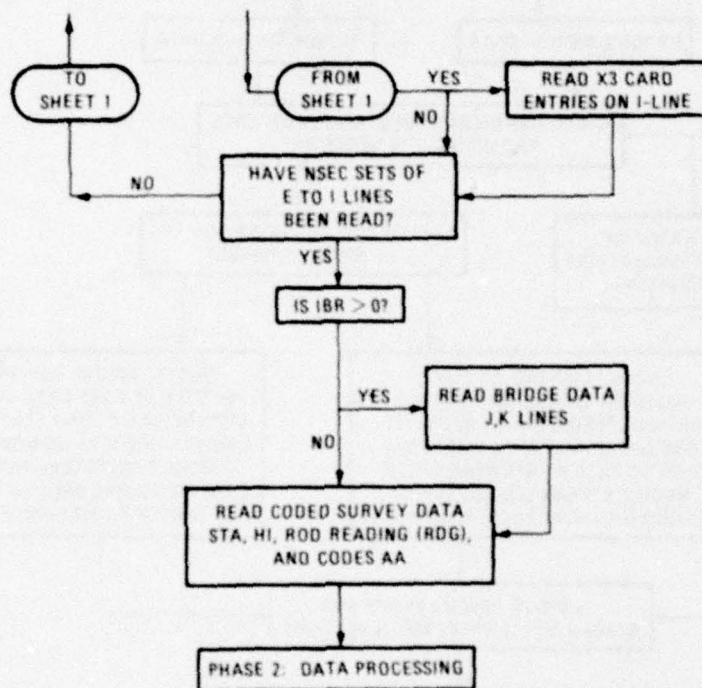 TO
SHEET 1
FROM
SHEET 1
YES
READ X3 CARD
ENTRIES ON I-LINE
NO
HAVE NSEC SETS OF
E TO I LINES
BEEN READ?
NO
YES
IS IBR > 0?
YES
READ BRIDGE DATA
J,K LINES
NO
READ CODED SURVEY DATA
STA, HI, ROD READING (RDG),
AND CODES AA
PHASE 2: DATA PROCESSING